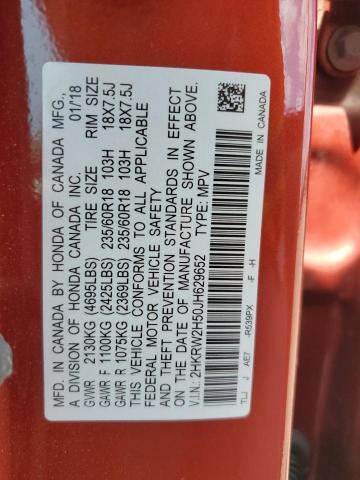 MFD. IN CANADA BY HONDA OF CANADA MFG.,
A DIVISION OF HONDA CANADA INC. 01/18
TIRE SIZE RIM SIZE
GVWR 2130KG (4695LBS)
GAWR F 1100KG (2425LBS) 235/60R18 103H 18X7.5J
GAWR R 1075KG (2369LBS) 235/60R18 103H 18X7.5J
THIS VEHICLE CONFORMS TO ALL APPLICABLE
FEDERAL MOTOR VEHICLE SAFETY
AND THEFT PREVENTION STANDARDS IN EFFECT
ON THE DATE OF MANUFACTURE SHOWN ABOVE.
V.I.N.: 2HKRW2H50JH629652 TYPE: MPV
TLJ J AE7 -R539PX -F -H
MADE IN CANADA